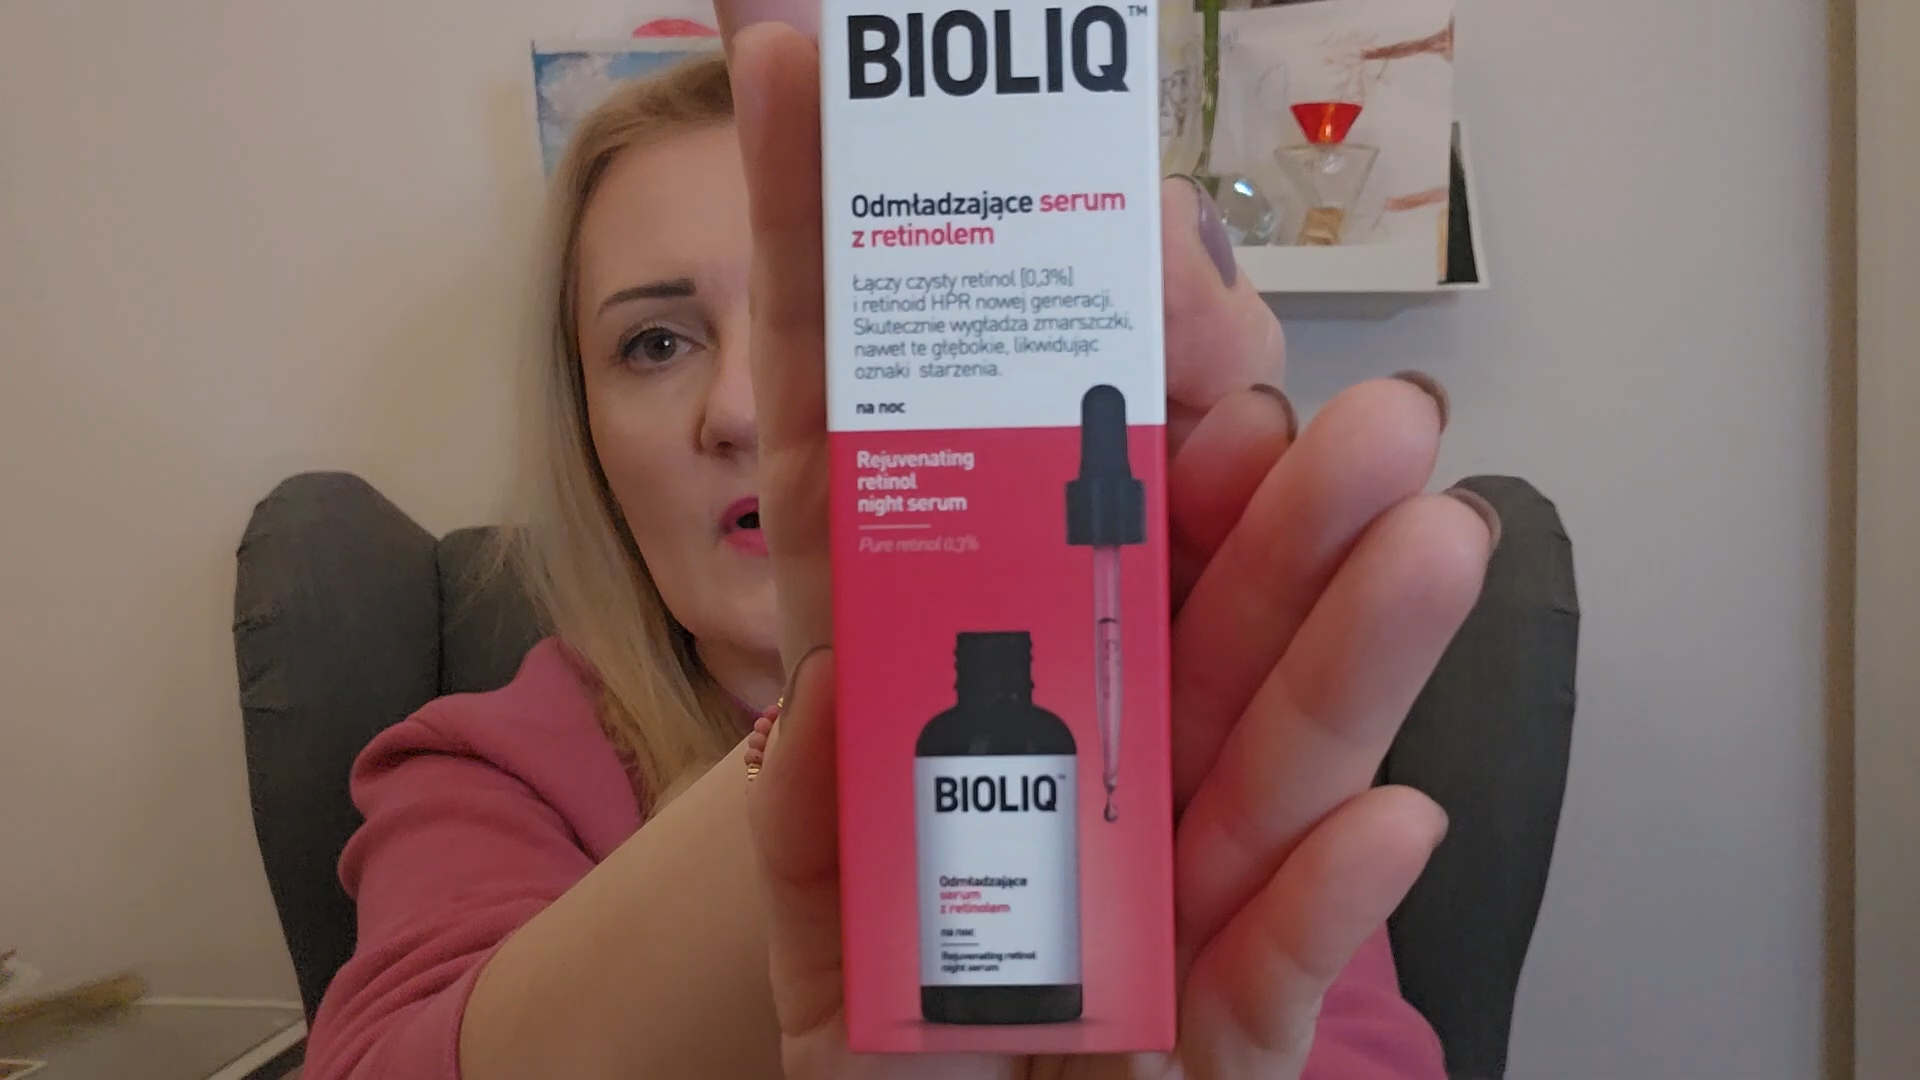 BIOLIQ™
Odmładzające serum
z retinolem
Łączy czysty retinol [0,3%]
i retinoid HPR nowej generacji.
Skutecznie wygładza zmarszczki,
nawet te głębokie, likwidując
oznaki starzenia.
na noc
Rejuvenating
retinol
night serum
Pure retinol 0,3%
BIOLIQ™
Odmładzające
serum
z retinolem
na noc
Rejuvenating retinol
night serum